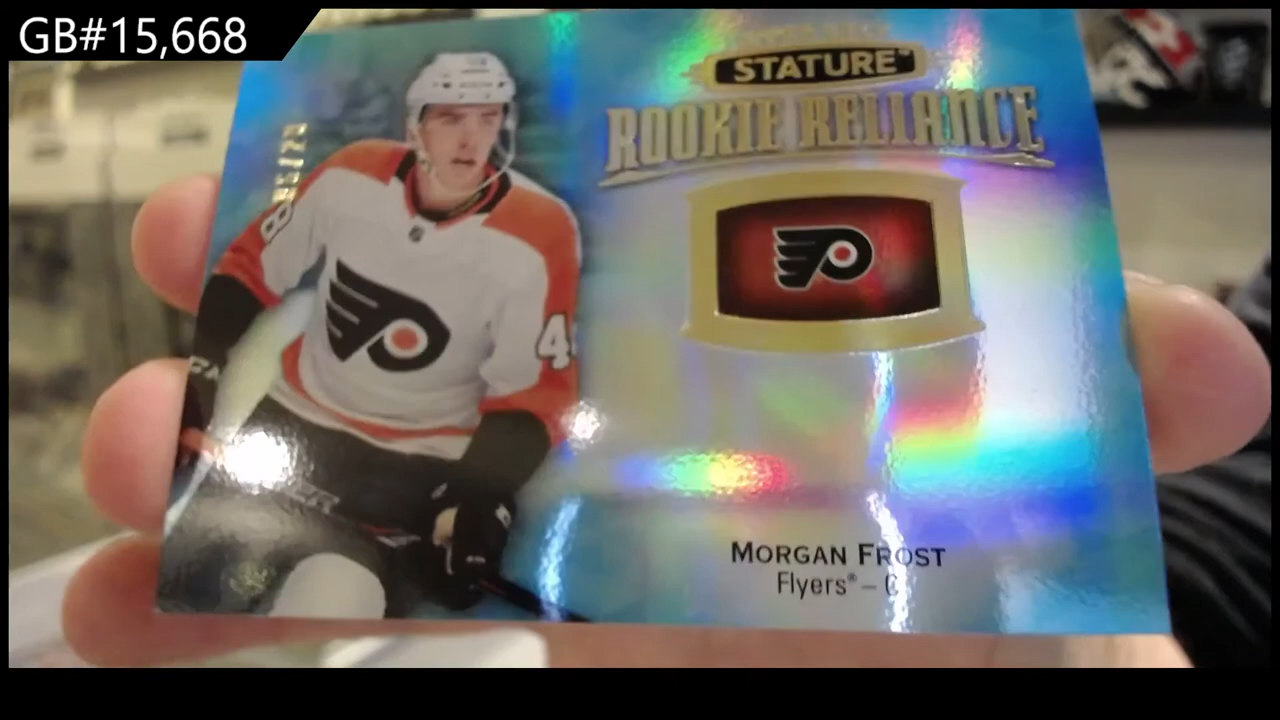 GB#15,668
STATURE
ROOKIE RELIANCE
MORGAN FROST
Flyers® – C